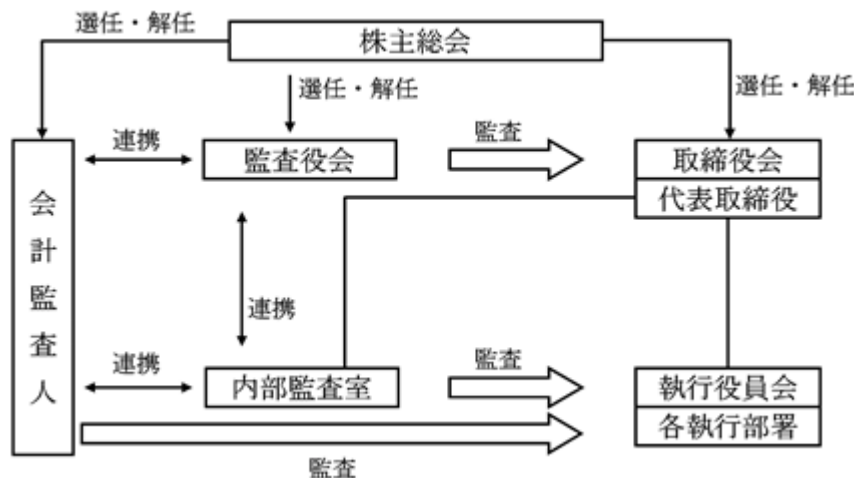 選任・解任
株主総会
選任・解任
選任・解任
連携
監査役会
監査
取締役会
代表取締役
会計監査人
連携
連携
内部監査室
監査
執行役員会
各執行部署
監査